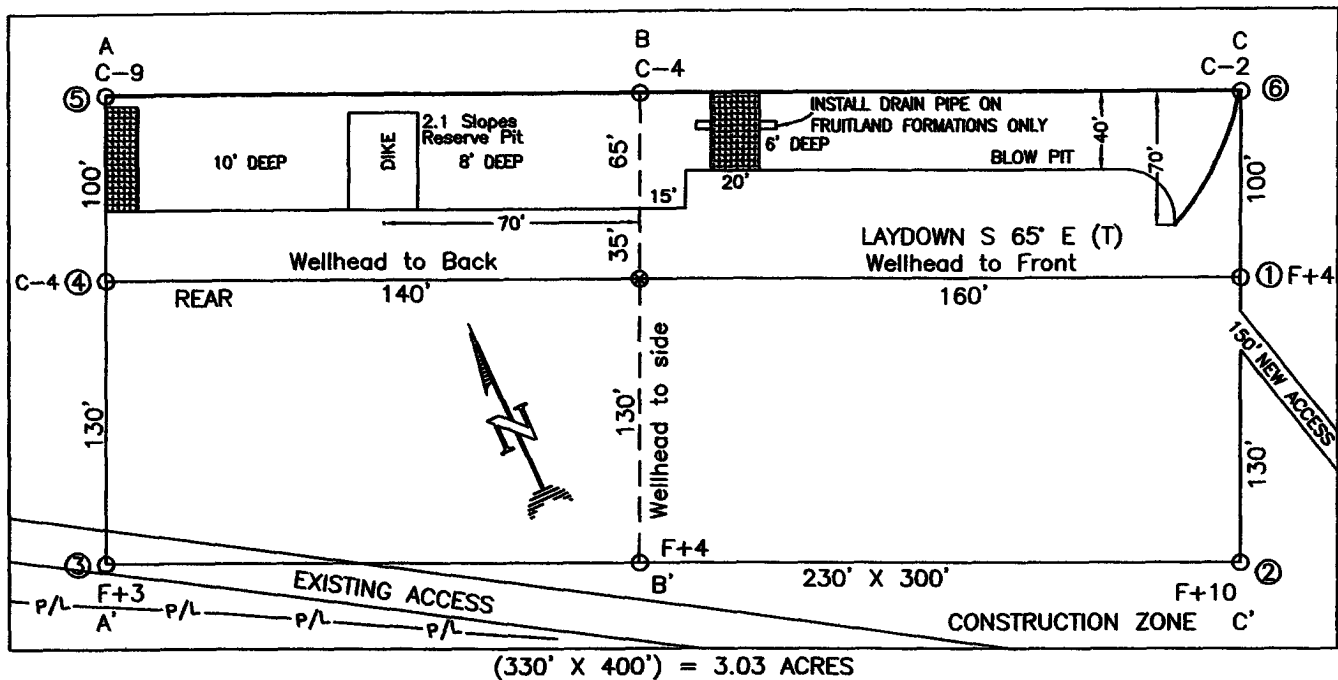 A
B
C
C-9
C-4
C-2
⑤
⑥
INSTALL DRAIN PIPE ON
FRUITLAND FORMATIONS ONLY
2.1 Slopes
Reserve Pit
DIKE
10' DEEP
8' DEEP
6' DEEP
BLOW PIT
100'
65'
40'
70'
100'
15'
20'
70'
35'
LAYDOWN S 65° E (T)
Wellhead to Back
Wellhead to Front
C-4 ④
① F+4
REAR
140'
160'
N
130'
130'
Wellhead to side
130'
150' NEW ACCESS
③
F+4
②
F+3
B'
230' X 300'
F+10
EXISTING ACCESS
A'
P/L P/L P/L P/L
CONSTRUCTION ZONE C'
(330' X 400') = 3.03 ACRES